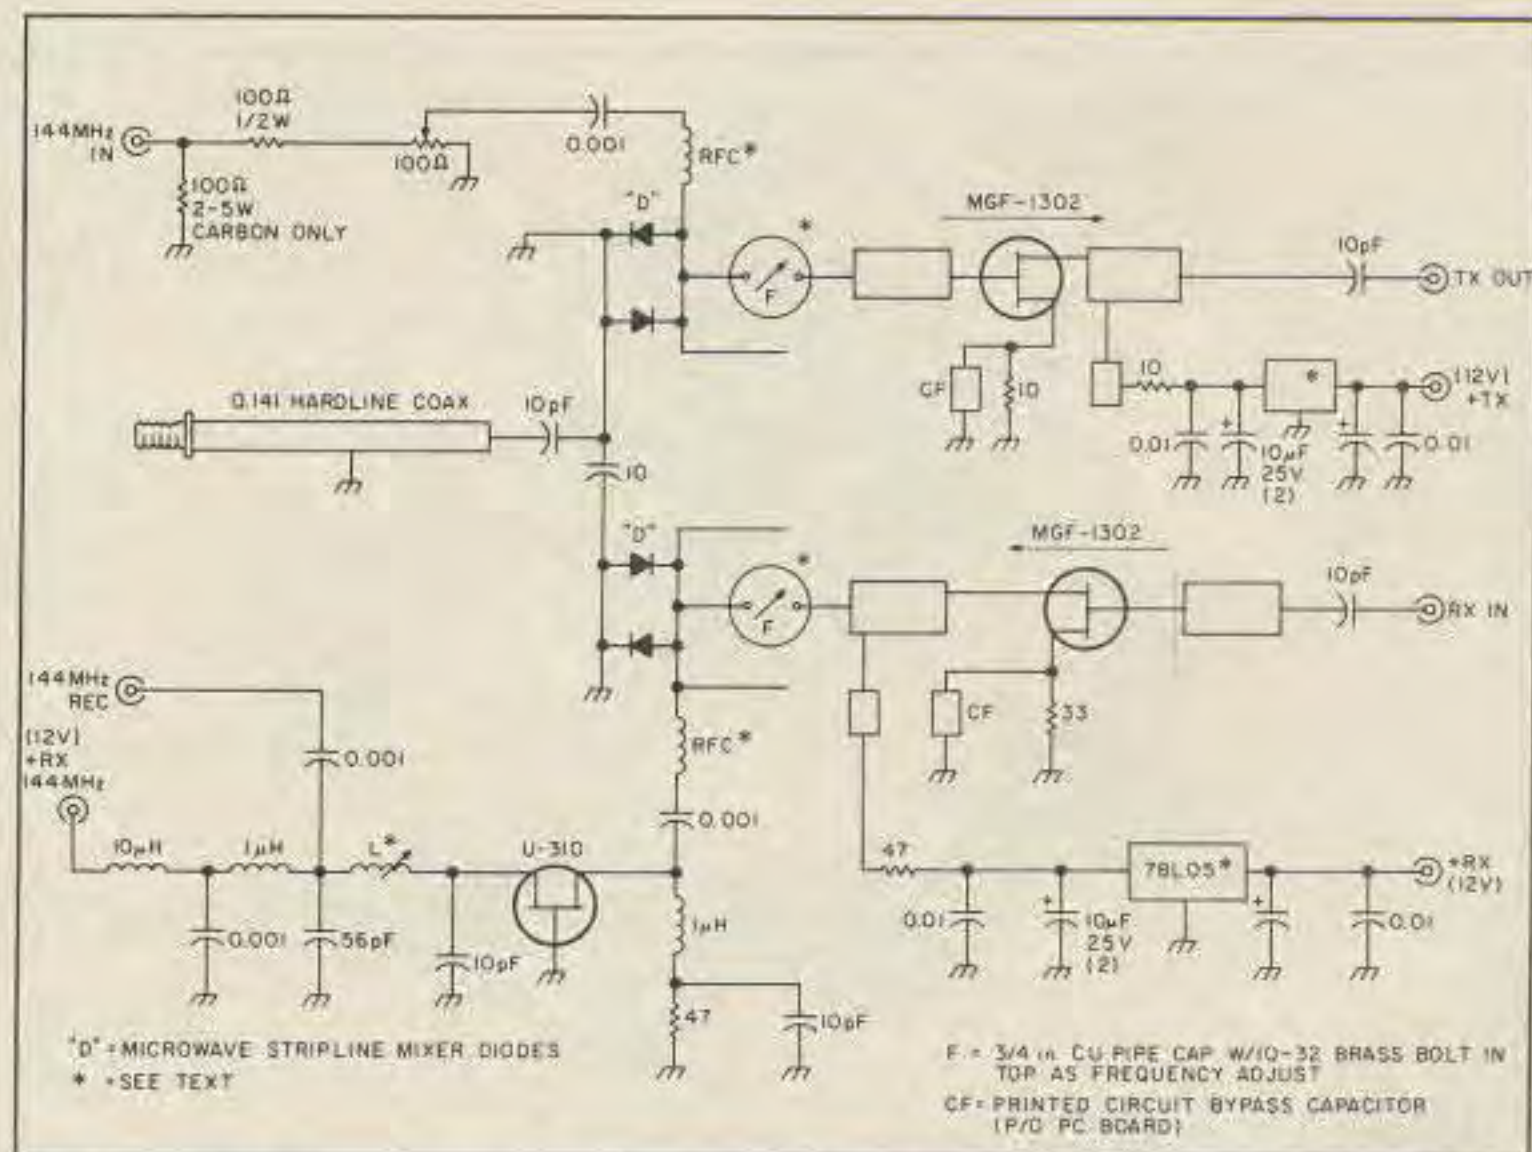 144MHz
IN
100Ω
1/2W
100Ω
2-5W
CARBON ONLY
100Ω
0.001
RFC*
"D"
*
F
MGF-1302
10pF
TX OUT
CF
10
10
*
(12V)
+TX
0.01
+
10µF
25V
(2)
+
0.01
0.141 HARDLINE COAX
10pF
10
"D"
*
F
MGF-1302
10pF
RX IN
CF
33
144MHz
REC
(12V)
+RX
144MHz
0.001
RFC*
0.001
10µH
1µH
L*
U-310
0.001
56pF
10pF
1µH
47
10pF
47
78L05*
+RX
(12V)
0.01
+
10µF
25V
(2)
+
0.01
"D" = MICROWAVE STRIPLINE MIXER DIODES
* = SEE TEXT
F = 3/4 in. CU PIPE CAP W/10-32 BRASS BOLT IN
TOP AS FREQUENCY ADJUST
CF= PRINTED CIRCUIT BYPASS CAPACITOR
(P/O PC BOARD)